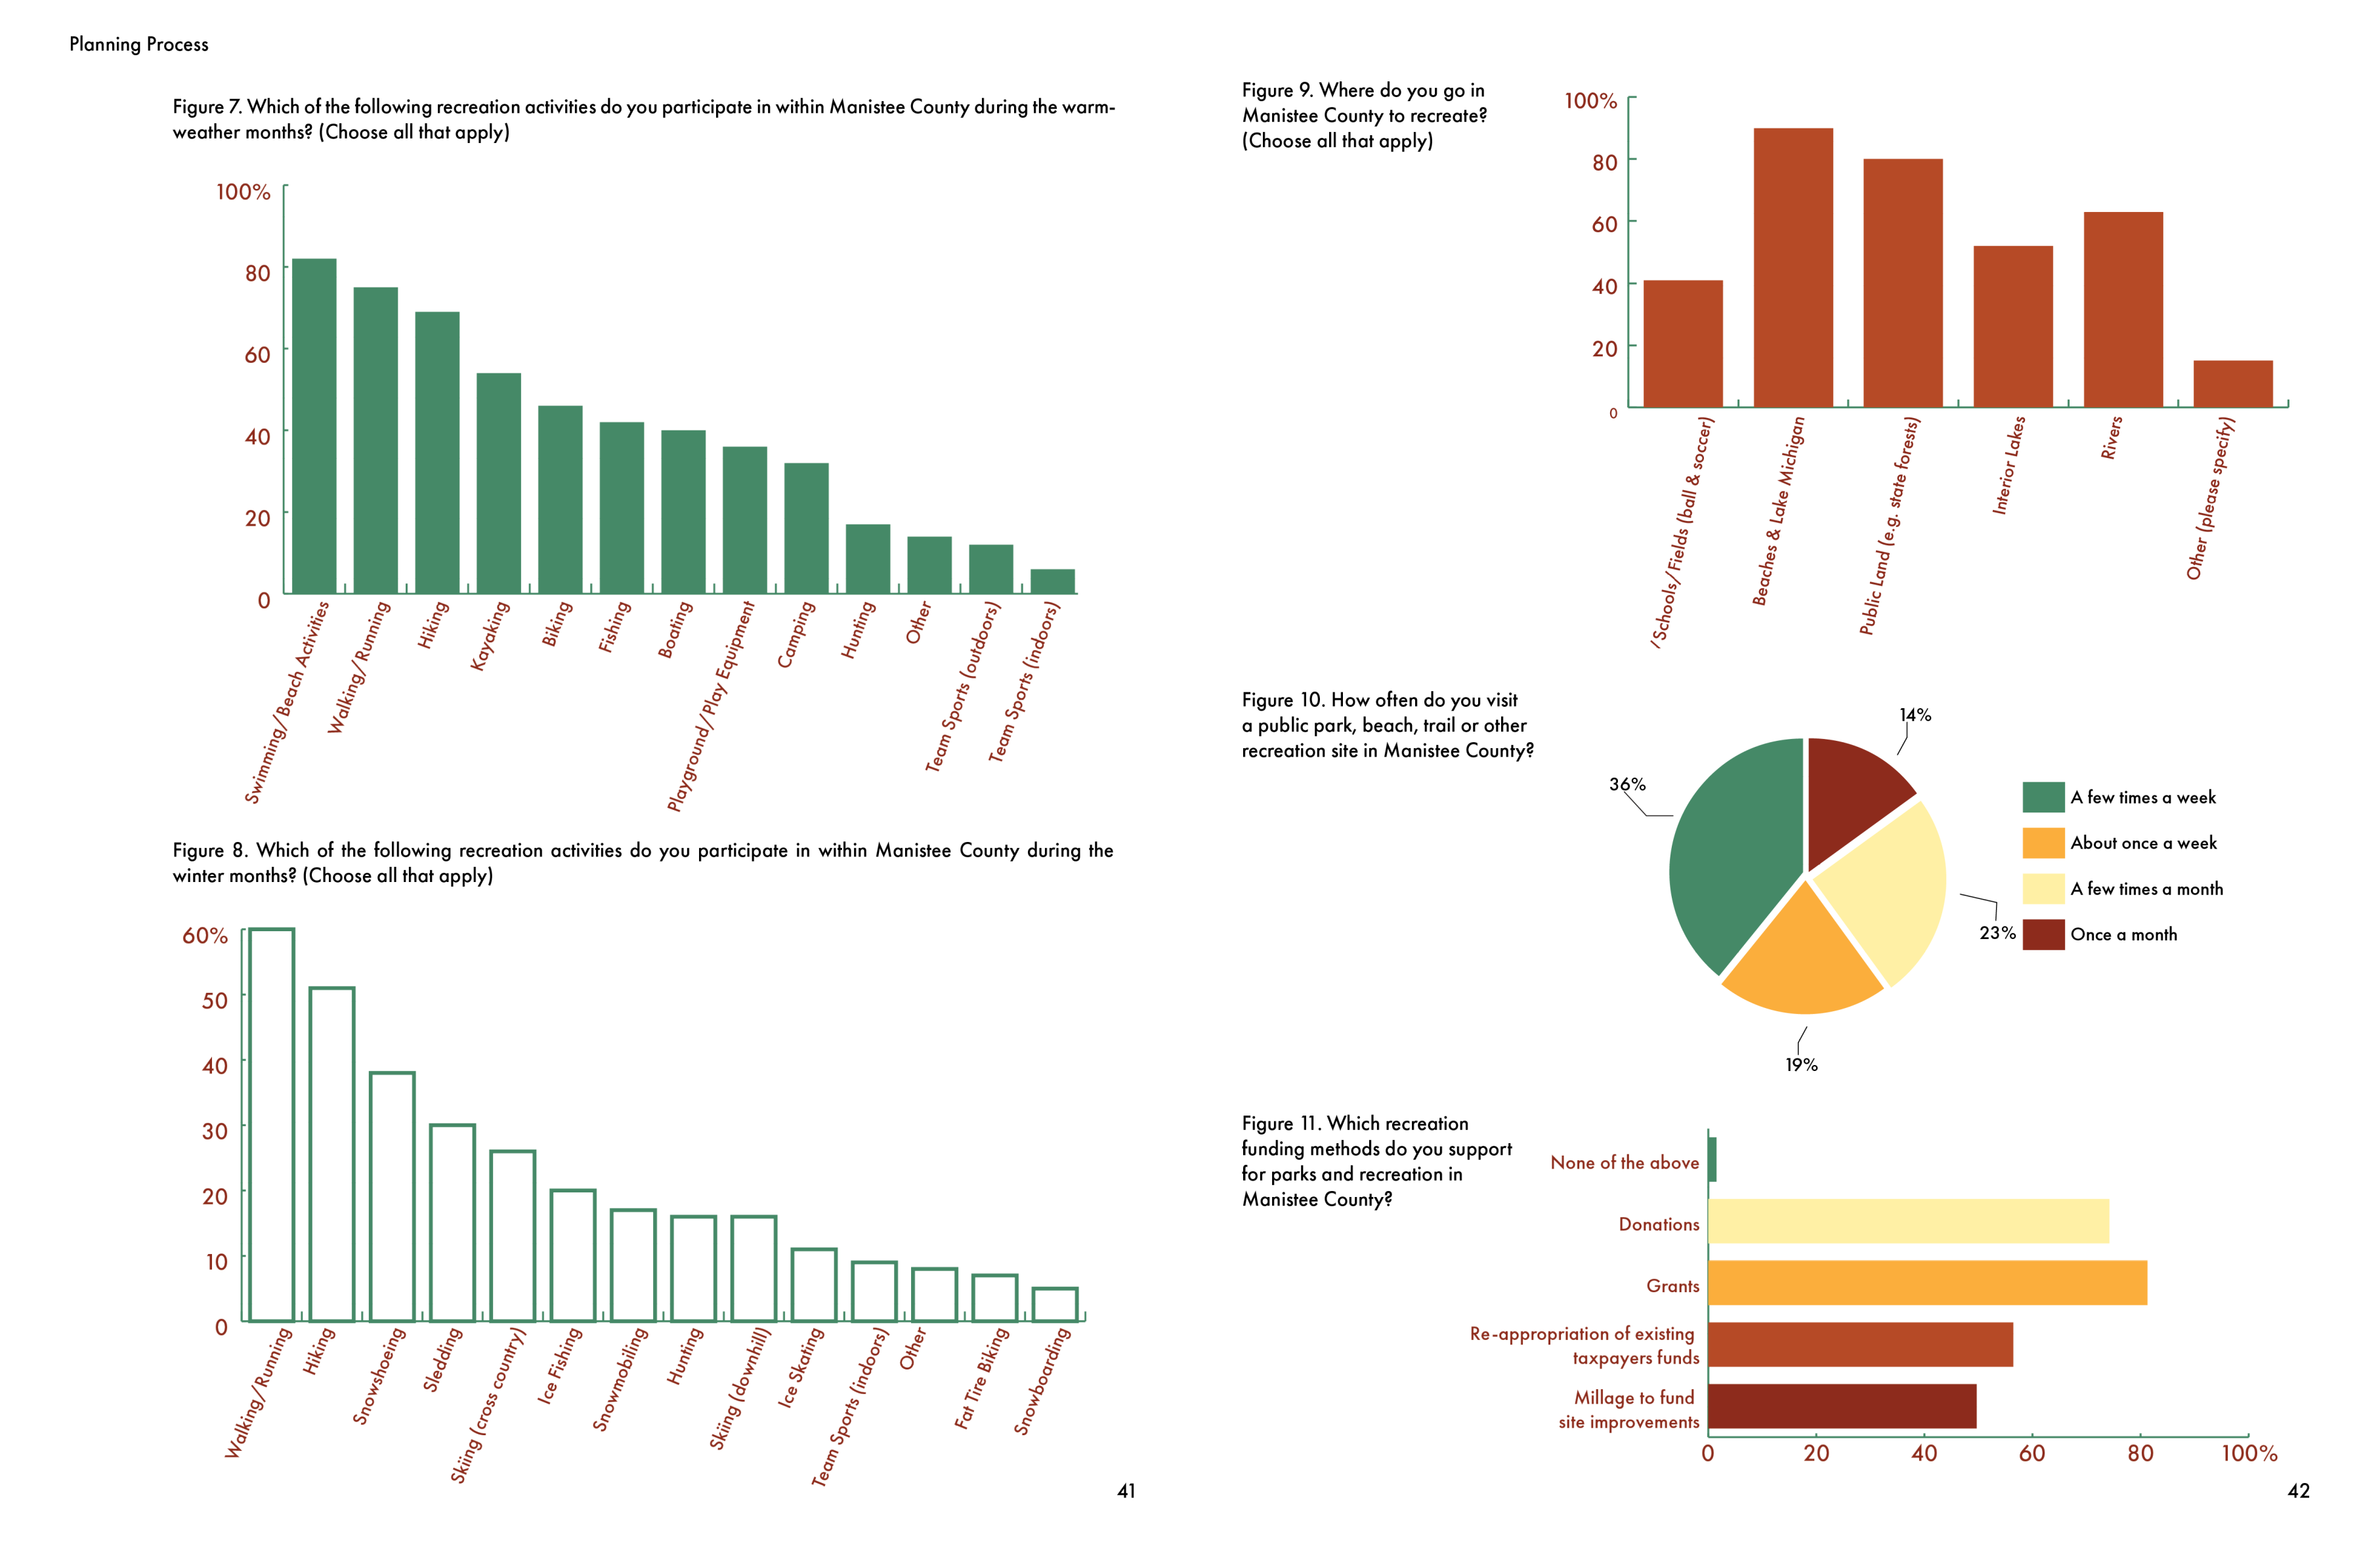 Planning Process
Figure 7. Which of the following recreation activities do you participate in within Manistee County during the warm-
weather months? (Choose all that apply)
100%
80
60
40
20
0
Swimming/Beach Activities
Walking/Running
Hiking
Kayaking
Biking
Fishing
Boating
Playground/Play Equipment
Camping
Hunting
Other
Team Sports (outdoors)
Team Sports (indoors)
Figure 8. Which of the following recreation activities do you participate in within Manistee County during the
winter months? (Choose all that apply)
60%
50
40
30
20
10
0
Walking/Running
Hiking
Snowshoeing
Sledding
Skiing (cross country)
Ice Fishing
Snowmobiling
Hunting
Skiing (downhill)
Ice Skating
Team Sports (indoors)
Other
Fat Tire Biking
Snowboarding
41
Figure 9. Where do you go in
Manistee County to recreate?
(Choose all that apply)
100%
80
60
40
20
0
/Schools/Fields (ball & soccer)
Beaches & Lake Michigan
Public Land (e.g. state forests)
Interior Lakes
Rivers
Other (please specify)
Figure 10. How often do you visit
a public park, beach, trail or other
recreation site in Manistee County?
14%
36%
23%
19%
A few times a week
About once a week
A few times a month
Once a month
Figure 11. Which recreation
funding methods do you support
for parks and recreation in
Manistee County?
None of the above
Donations
Grants
Re-appropriation of existing
taxpayers funds
Millage to fund
site improvements
0
20
40
60
80
100%
42